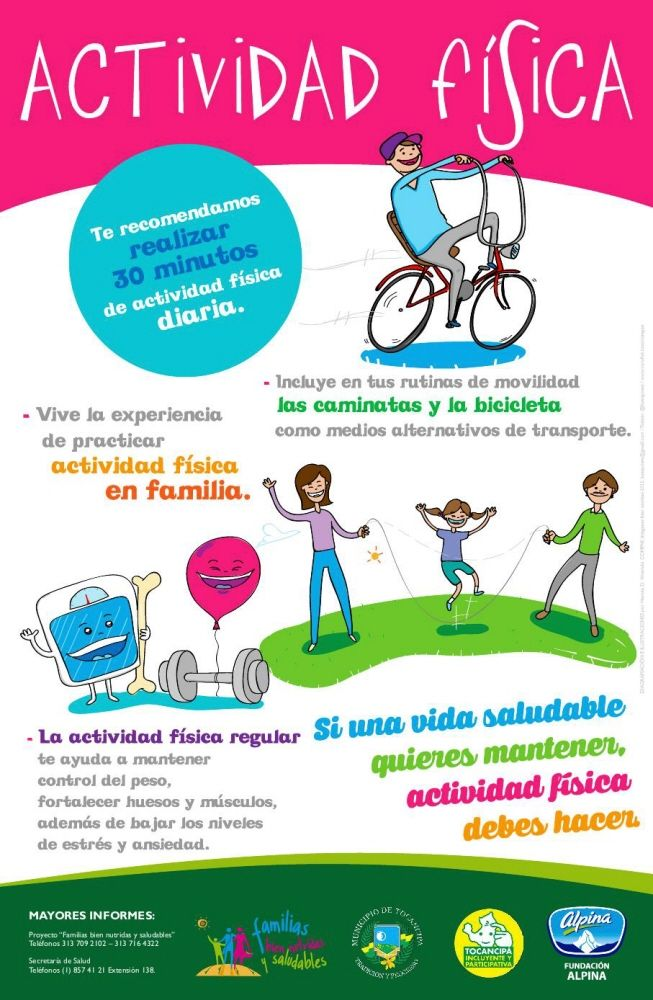 ACTIVIDAD FÍSICA
Te recomendamos
realizar
30 minutos
de actividad física
diaria.
- Incluye en tus rutinas de movilidad
las caminatas y la bicicleta
como medios alternativos de transporte.
- Vive la experiencia
de practicar
actividad física
en familia.
- La actividad física regular
te ayuda a mantener
control del peso,
fortalecer huesos y músculos,
además de bajar los niveles
de estrés y ansiedad.
Si una vida saludable
quieres mantener,
actividad física
debes hacer.
MAYORES INFORMES:
Proyecto "Familias bien nutridas y saludables"
Teléfonos 313 709 2102 – 313 716 4322
Secretaría de Salud
Teléfonos (1) 857 41 21 Extensión 138.
familias
bien nutridas
y saludables
MUNICIPIO DE TOCANCIPA
TRADICION Y PROGRESO
TOCANCIPA
INCLUYENTE Y
PARTICIPATIVA
alpina
FUNDACIÓN
ALPINA